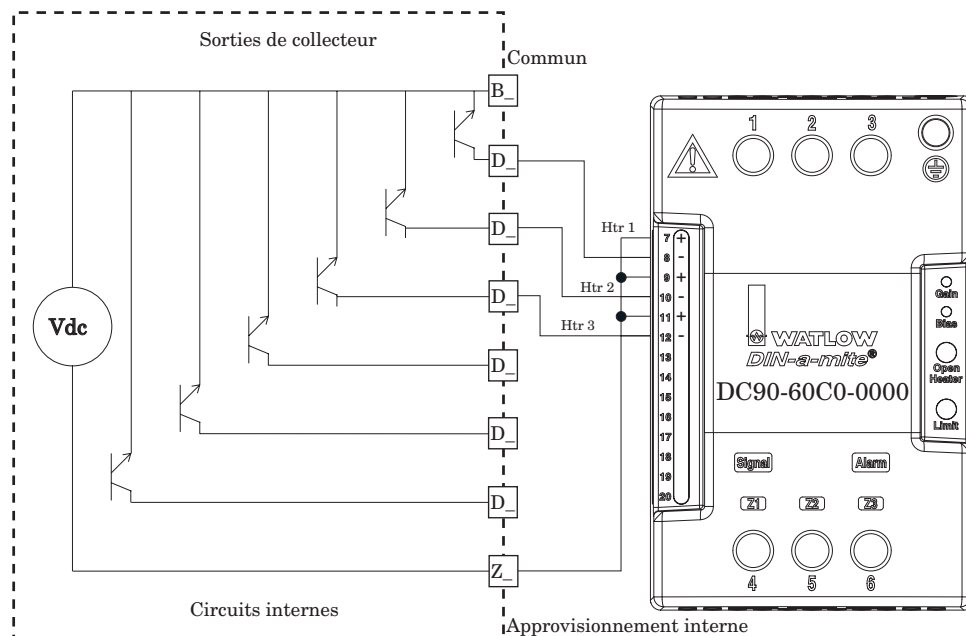 Sorties de collecteur
Commun
B_
D_
D_
D_
D_
D_
D_
Z_
Vdc
Circuits internes
Approvisionnement interne
Htr 1
Htr 2
Htr 3
1 2 3
7 +
8 -
9 +
10 -
11 +
12 -
13
14
15
16
17
18
19
20
WATLOW
DIN-a-mite®
DC90-60C0-0000
Gain
Bias
Open
Heater
Limit
Signal Alarm
Z1 Z2 Z3
4 5 6